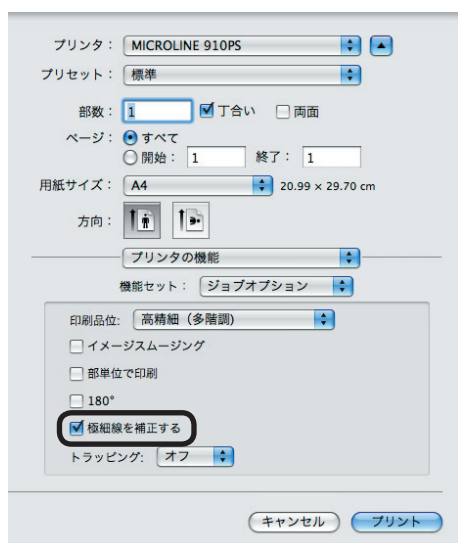 プリンタ： MICROLINE 910PS
プリセット： 標準
部数： 1 丁合い 両面
ページ： すべて
開始： 1 終了： 1
用紙サイズ： A4 20.99 × 29.70 cm
方向：
プリンタの機能
機能セット： ジョブオプション
印刷品位: 高精細（多階調）
イメージスムージング
部単位で印刷
180°
極細線を補正する
トラッピング: オフ
キャンセル プリント